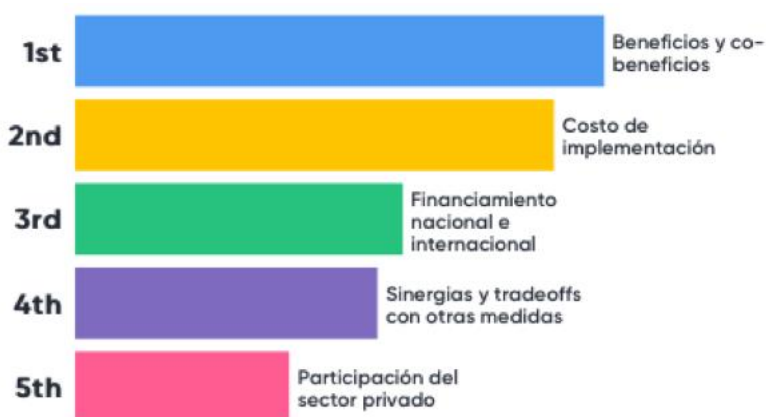 1st
Beneficios y co-
beneficios
2nd
Costo de
implementación
3rd
Financiamiento
nacional e
internacional
4th
Sinergias y tradeoffs
con otras medidas
5th
Participación del
sector privado